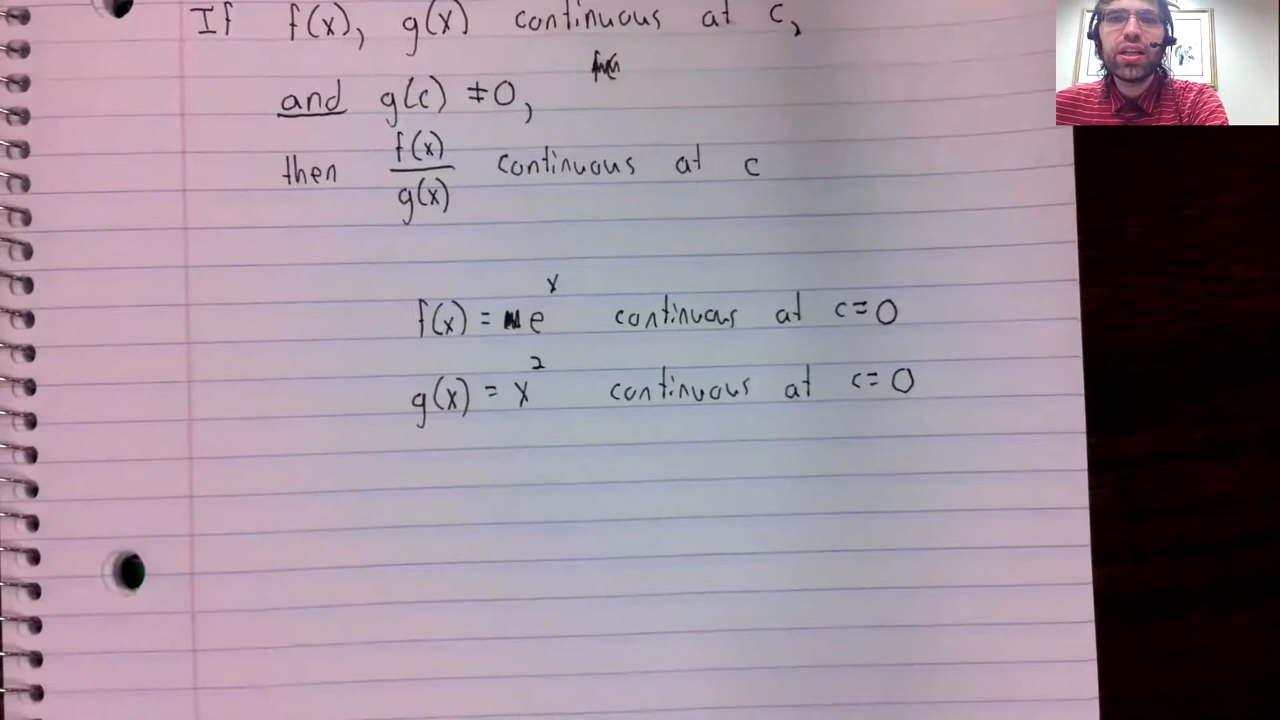 If f(x), g(x) continuous at c,
and g(c) ≠ 0,
then f(x)/g(x) continuous at c
f(x) = e^x continuous at c = 0
g(x) = x^2 continuous at c = 0